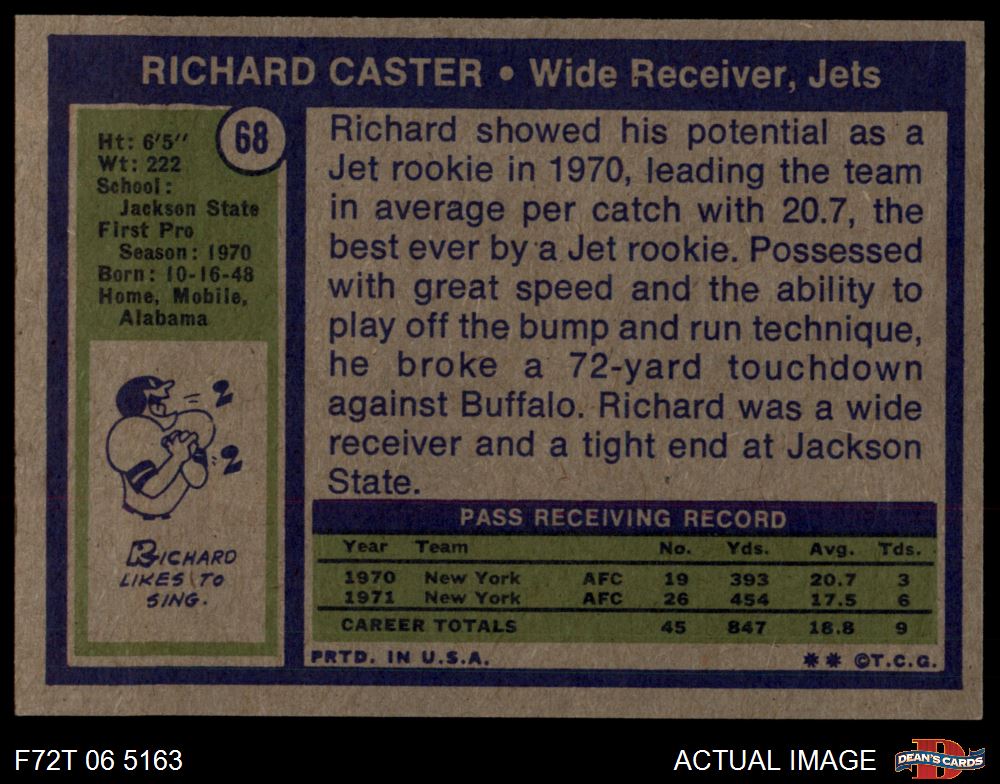 RICHARD CASTER • Wide Receiver, Jets
68
Ht: 6'5''
Wt: 222
School:
Jackson State
First Pro
Season: 1970
Born: 10-16-48
Home, Mobile,
Alabama
2
2
RICHARD
LIKES TO
SING.
Richard showed his potential as a
Jet rookie in 1970, leading the team
in average per catch with 20.7, the
best ever by a Jet rookie. Possessed
with great speed and the ability to
play off the bump and run technique,
he broke a 72-yard touchdown
against Buffalo. Richard was a wide
receiver and a tight end at Jackson
State.
PASS RECEIVING RECORD
Year Team No. Yds. Avg. Tds.
1970 New York AFC 19 393 20.7 3
1971 New York AFC 26 454 17.5 6
CAREER TOTALS 45 847 18.8 9
PRTD. IN U.S.A. ** ©T.C.G.
F72T 06 5163
ACTUAL IMAGE
DEAN'S CARDS